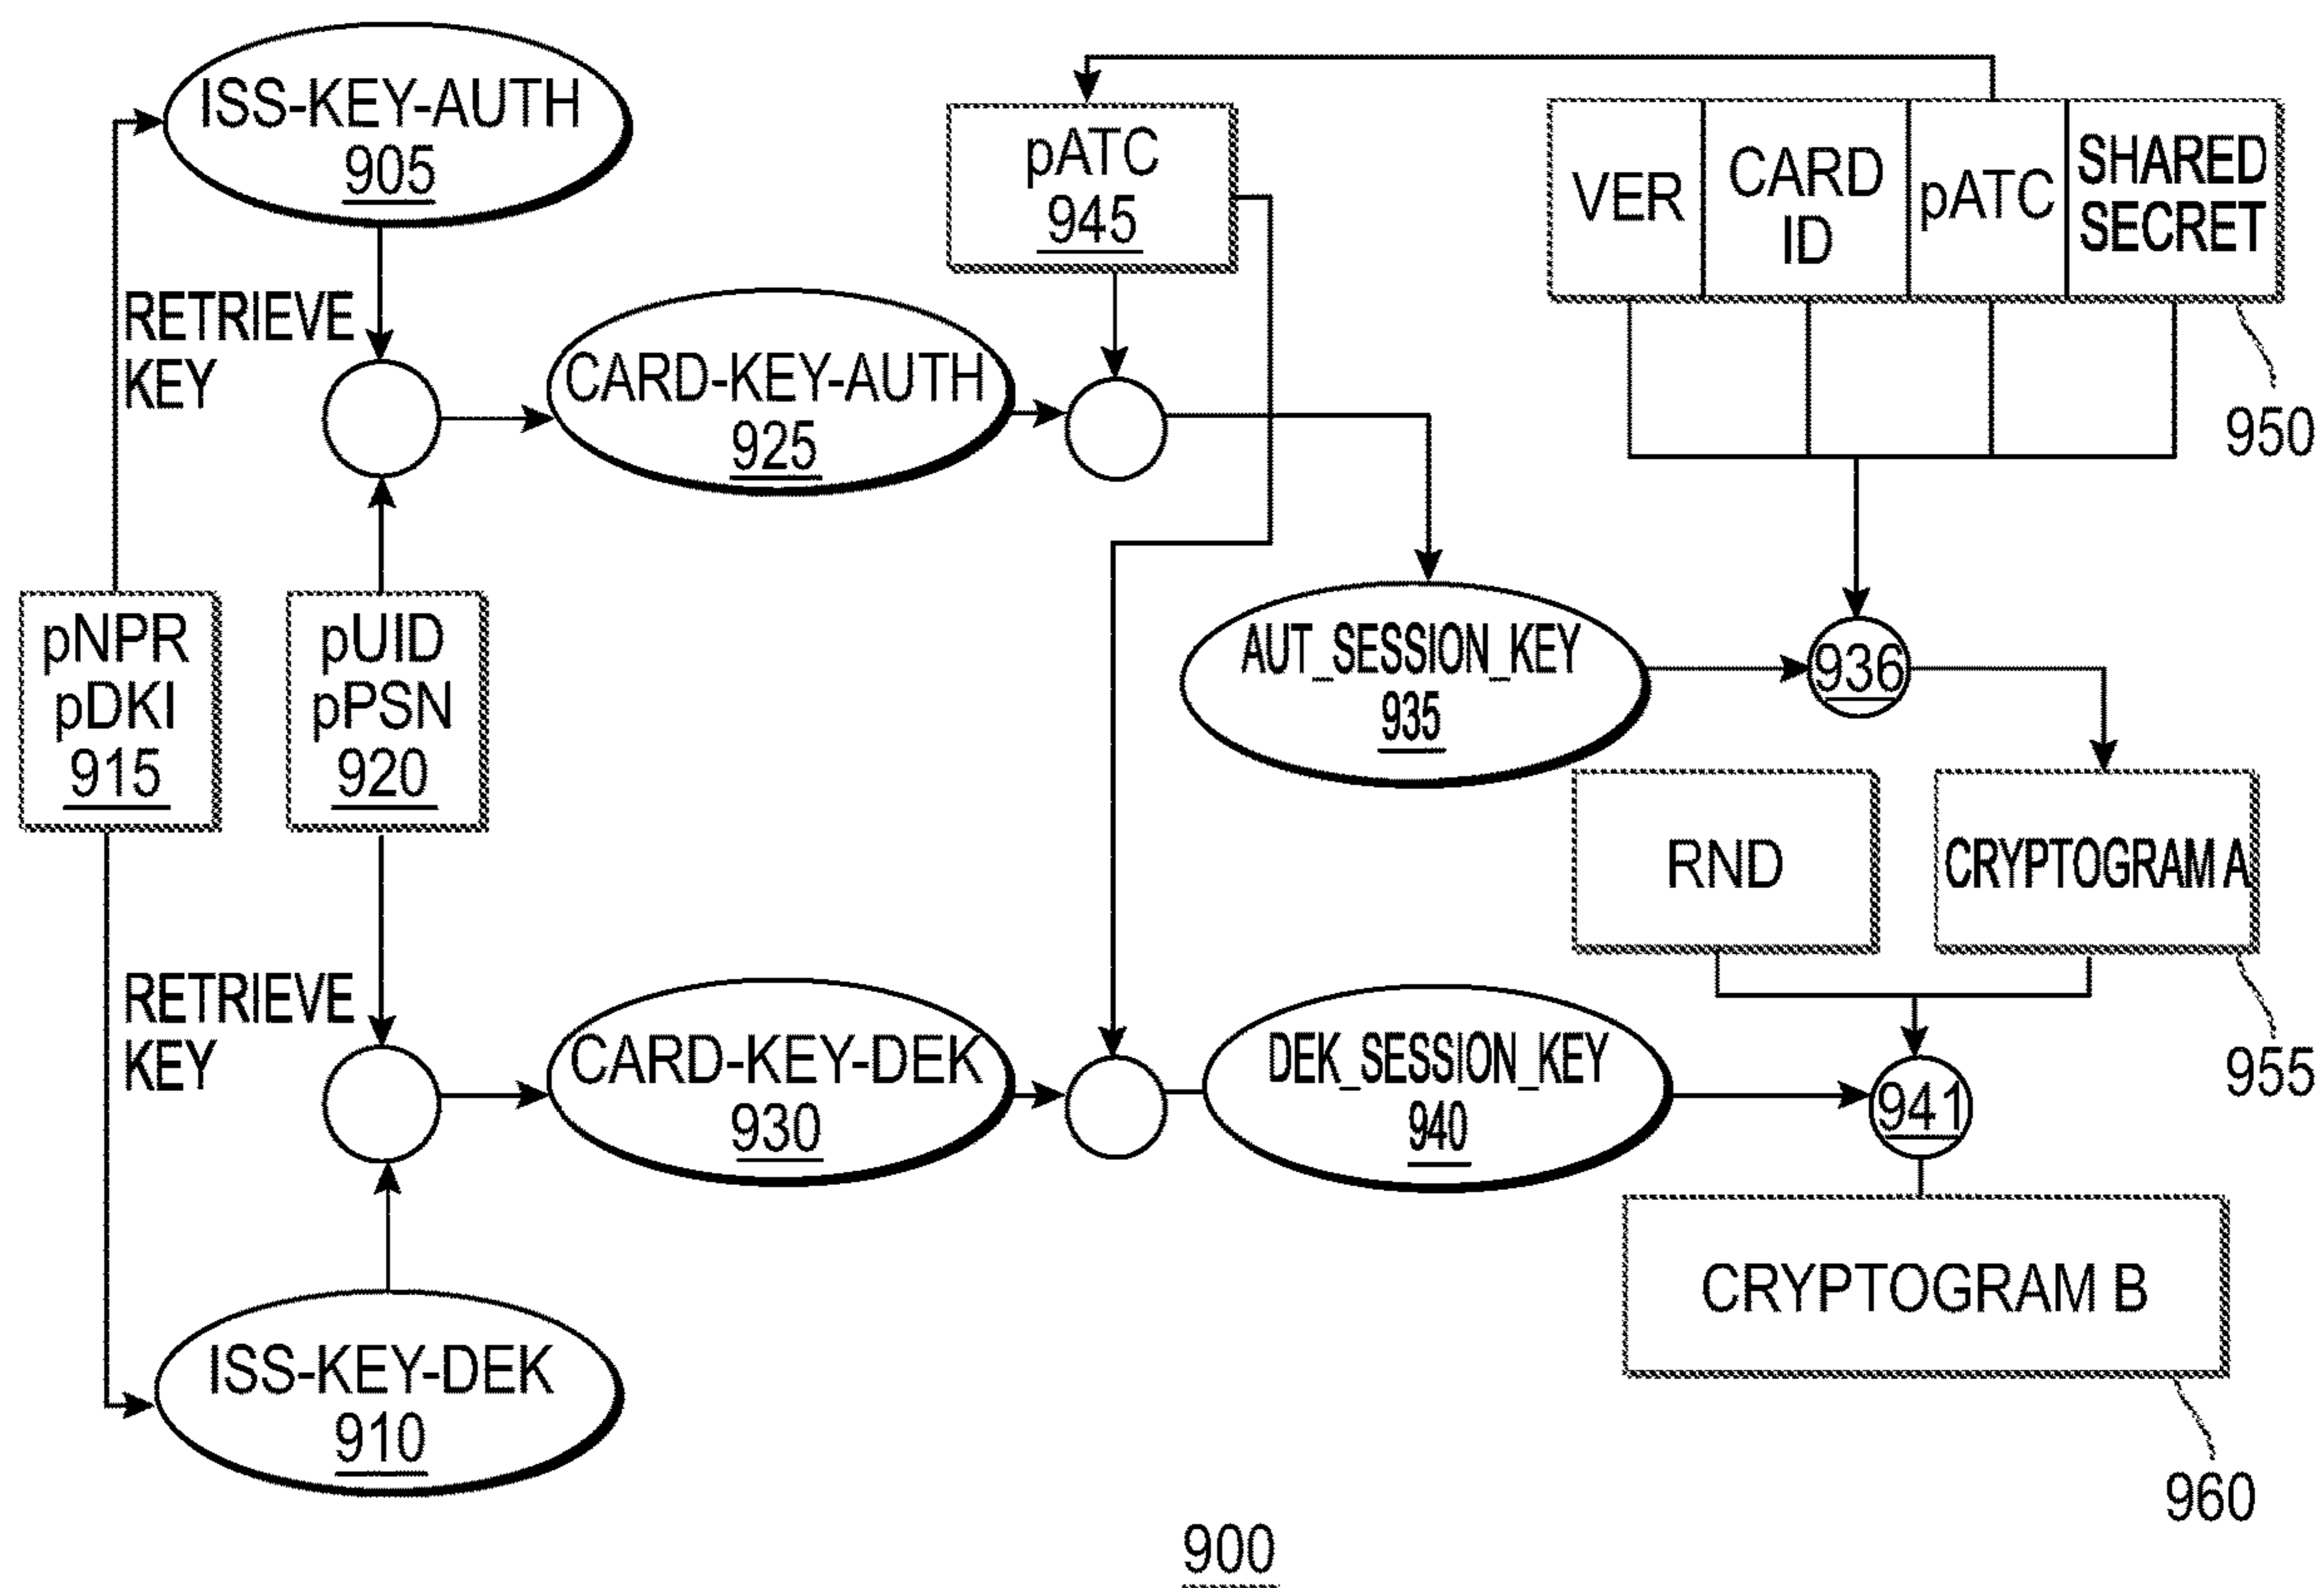 ISS-KEY-AUTH
905
pATC
945
VER
CARD
ID
pATC
SHARED
SECRET
950
RETRIEVE
KEY
CARD-KEY-AUTH
925
pNPR
pDKI
915
pUID
pPSN
920
AUT_SESSION_KEY
935
936
RND
CRYPTOGRAM A
955
RETRIEVE
KEY
CARD-KEY-DEK
930
DEK_SESSION_KEY
940
941
ISS-KEY-DEK
910
CRYPTOGRAM B
960
900